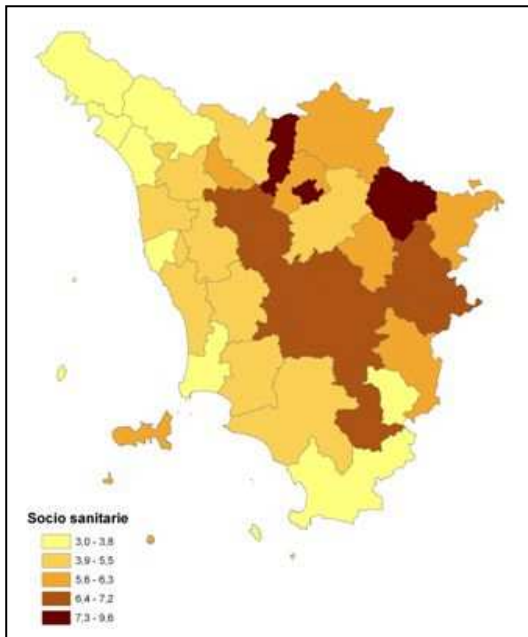 Socio sanitarie
3,0 - 3,8
3,9 - 5,5
5,6 - 6,3
6,4 - 7,2
7,3 - 9,6